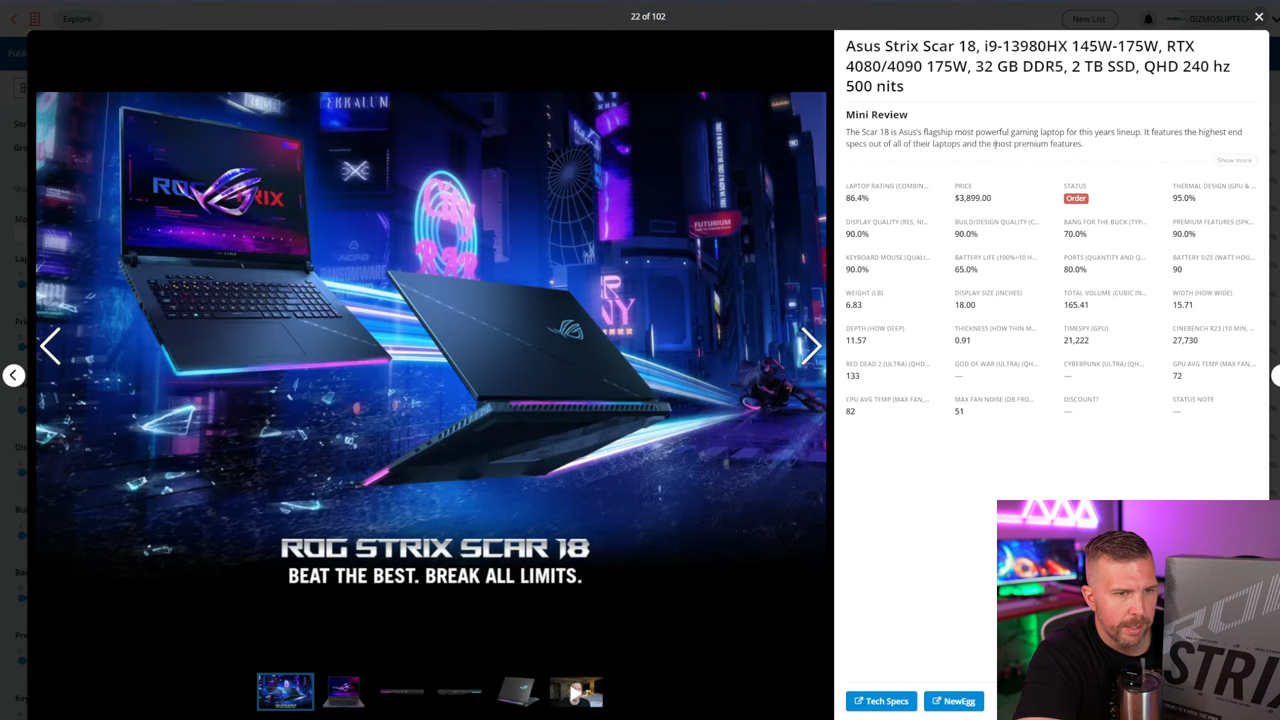 22 of 102
Explore
New List
GIZMOSLIPTECH
Asus Strix Scar 18, i9-13980HX 145W-175W, RTX
4080/4090 175W, 32 GB DDR5, 2 TB SSD, QHD 240 hz
500 nits
Mini Review
The Scar 18 is Asus's flagship most powerful gaming laptop for this years lineup. It features the highest end
specs out of all of their laptops and the most premium features.
Show more
LAPTOP RATING (COMBIN...
PRICE
STATUS
THERMAL DESIGN (GPU & ...
86.4%
$3,899.00
Order
95.0%
DISPLAY QUALITY (RES, NI...
BUILD/DESIGN QUALITY (C...
BANG FOR THE BUCK (TYP...
PREMIUM FEATURES (SPK...
90.0%
90.0%
70.0%
90.0%
KEYBOARD MOUSE (QUALI...
BATTERY LIFE (100%=10 H...
PORTS (QUANTITY AND Q...
BATTERY SIZE (WATT HOU...
90.0%
65.0%
80.0%
90
WEIGHT (LB)
DISPLAY SIZE (INCHES)
TOTAL VOLUME (CUBIC IN...
WIDTH (HOW WIDE)
6.83
18.00
165.41
15.71
DEPTH (HOW DEEP)
THICKNESS (HOW THIN M...
TIMESPY (GPU)
CINEBENCH R23 (10 MIN, ...
11.57
0.91
21,222
27,730
RED DEAD 2 (ULTRA) (QHD...
GOD OF WAR (ULTRA) (QH...
CYBERPUNK (ULTRA) (QH...
GPU AVG TEMP (MAX FAN,...
133
—
—
72
CPU AVG TEMP (MAX FAN,...
MAX FAN NOISE (DB FRO...
DISCOUNT?
STATUS NOTE
82
51
—
—
FUTURIUM
ROG STRIX SCAR 18
BEAT THE BEST. BREAK ALL LIMITS.
Tech Specs
NewEgg
STRI